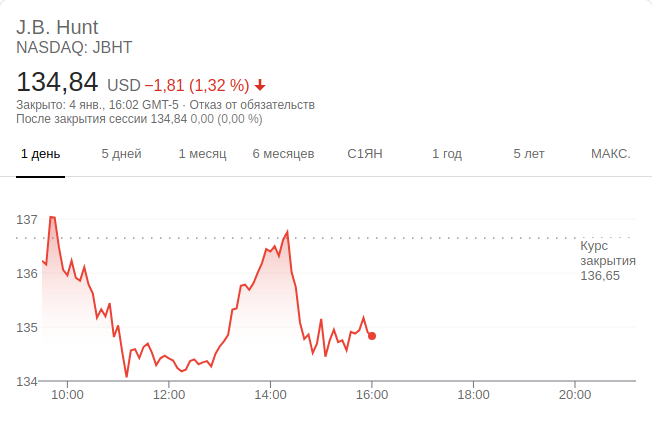 J.B. Hunt
NASDAQ: JBHT
134,84 USD −1,81 (1,32 %)
Закрыто: 4 янв., 16:02 GMT-5 · Отказ от обязательств
После закрытия сессии 134,84 0,00 (0,00 %)
1 день 5 дней 1 месяц 6 месяцев С1ЯН 1 год 5 лет МАКС.
137
Курс
закрытия
136,65
136
135
134
10:00 12:00 14:00 16:00 18:00 20:00